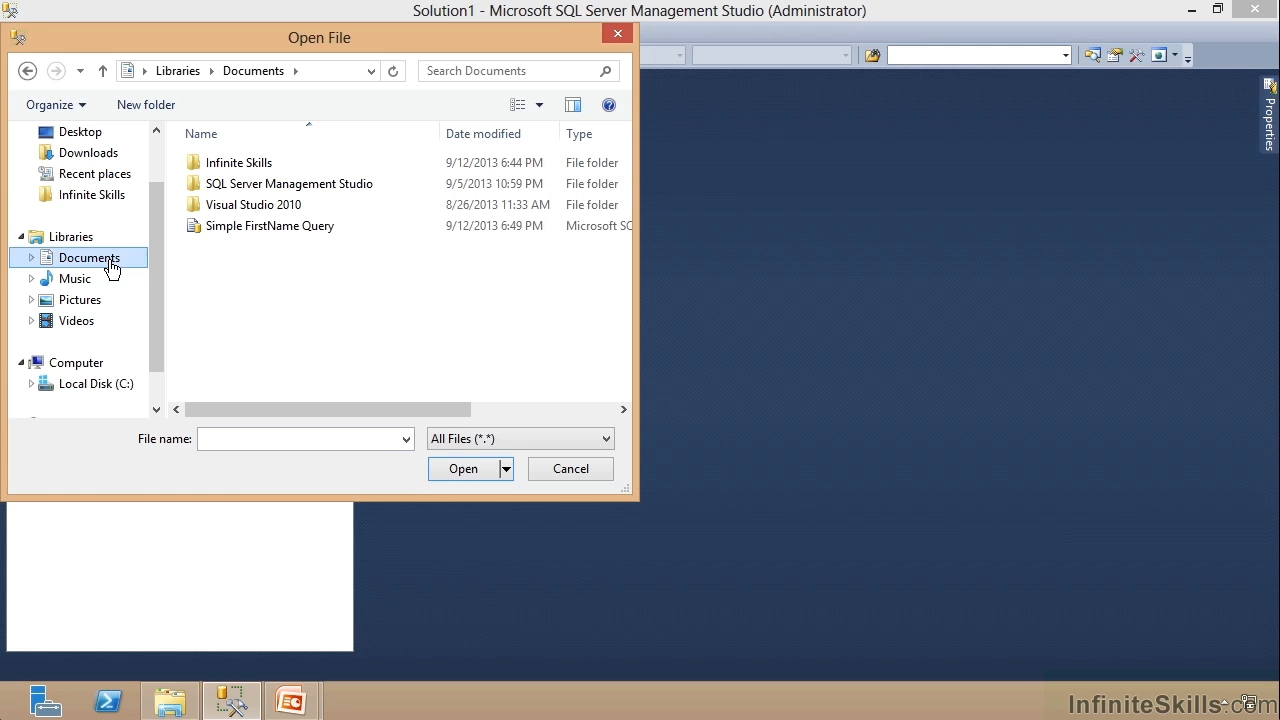 Solution1 - Microsoft SQL Server Management Studio (Administrator)
Open File
Libraries Documents
Search Documents
Organize New folder
Name Date modified Type
Desktop
Downloads
Recent places
Infinite Skills
Libraries
Documents
Music
Pictures
Videos
Computer
Local Disk (C:)
Infinite Skills 9/12/2013 6:44 PM File folder
SQL Server Management Studio 9/5/2013 10:59 PM File folder
Visual Studio 2010 8/26/2013 11:33 AM File folder
Simple FirstName Query 9/12/2013 6:49 PM Microsoft SQ
File name: All Files (*.*)
Open Cancel
Properties
InfiniteSkills.com